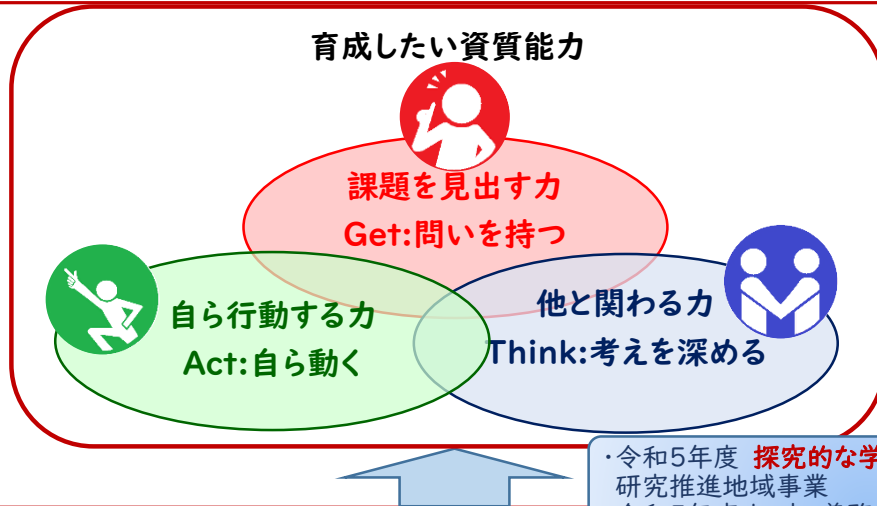 育成したい資質能力
課題を見出す力
Get:問いを持つ
自ら行動する力
Act:自ら動く
他と関わる力
Think:考えを深める
・令和5年度 探究的な学
研究推進地域事業